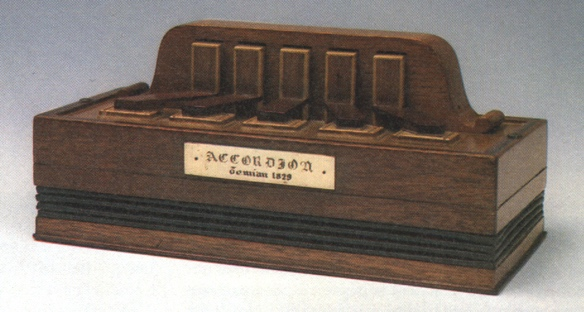 · ACCORDION ·
Demian 1829